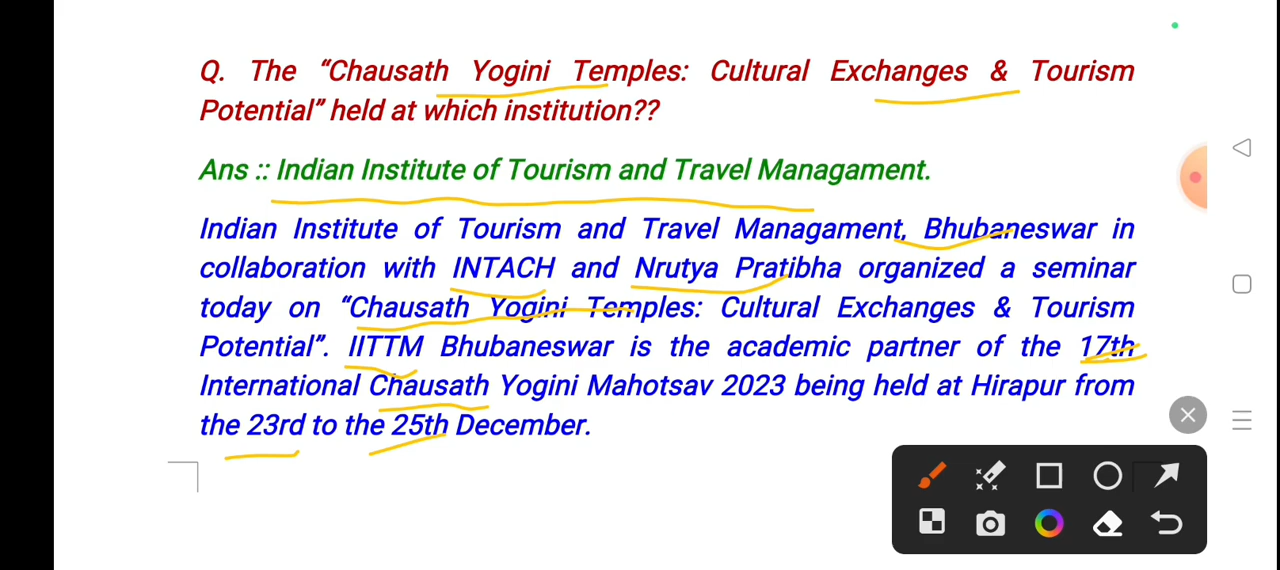 Q. The “Chausath Yogini Temples: Cultural Exchanges & Tourism
Potential” held at which institution??
Ans :: Indian Institute of Tourism and Travel Managament.
Indian Institute of Tourism and Travel Managament, Bhubaneswar in
collaboration with INTACH and Nrutya Pratibha organized a seminar
today on “Chausath Yogini Temples: Cultural Exchanges & Tourism
Potential”. IITTM Bhubaneswar is the academic partner of the 17th
International Chausath Yogini Mahotsav 2023 being held at Hirapur from
the 23rd to the 25th December.